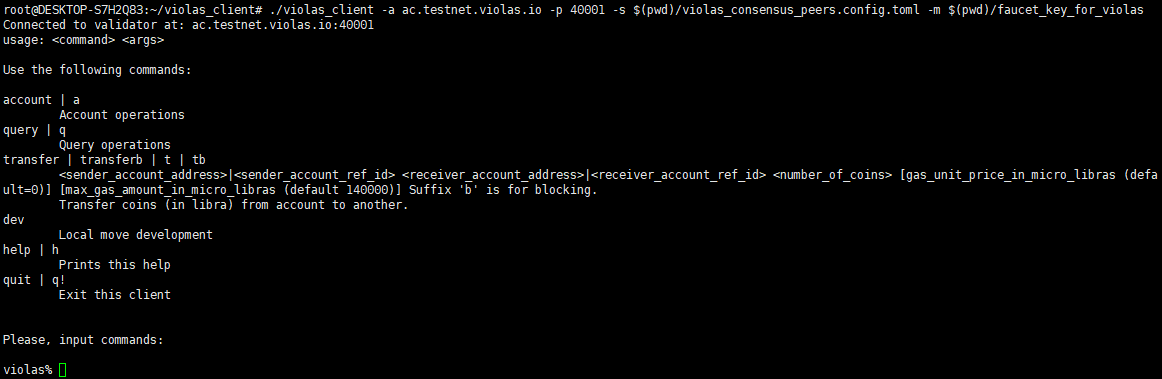 root@DESKTOP-S7H2Q83:~/violas_client# ./violas_client -a ac.testnet.violas.io -p 40001 -s $(pwd)/violas_consensus_peers.config.toml -m $(pwd)/faucet_key_for_violas
Connected to validator at: ac.testnet.violas.io:40001
usage: <command> <args>
Use the following commands:
account | a
Account operations
query | q
Query operations
transfer | transferb | t | tb
<sender_account_address>|<sender_account_ref_id> <receiver_account_address>|<receiver_account_ref_id> <number_of_coins> [gas_unit_price_in_micro_libras (defa
ult=0)] [max_gas_amount_in_micro_libras (default 140000)] Suffix 'b' is for blocking.
Transfer coins (in libra) from account to another.
dev
Local move development
help | h
Prints this help
quit | q!
Exit this client
Please, input commands:
violas%